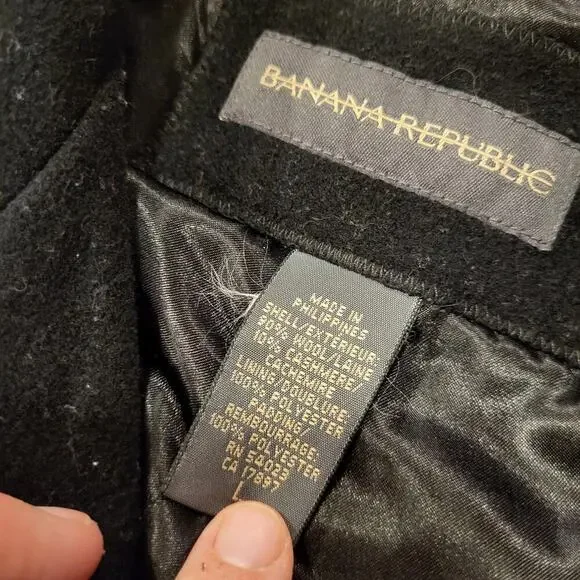 BANANA REPUBLIC
MADE IN
PHILIPPINES
SHELL/EXTÉRIEUR:
90% WOOL/LAINE
10% CASHMERE/
CACHEMIRE
LINING/DOUBLURE:
100% POLYESTER
PADDING/
REMBOURRAGE:
100% POLYESTER
RN 54023
CA 17897
L